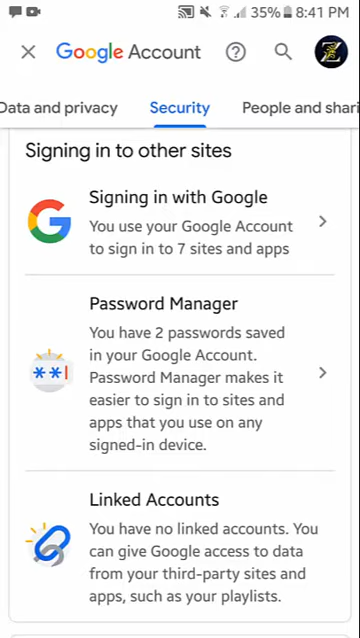 35% 8:41 PM
Google Account
Data and privacy Security People and shari
Signing in to other sites
Signing in with Google
You use your Google Account
to sign in to 7 sites and apps
Password Manager
You have 2 passwords saved
in your Google Account.
Password Manager makes it
easier to sign in to sites and
apps that you use on any
signed-in device.
Linked Accounts
You have no linked accounts. You
can give Google access to data
from your third-party sites and
apps, such as your playlists.